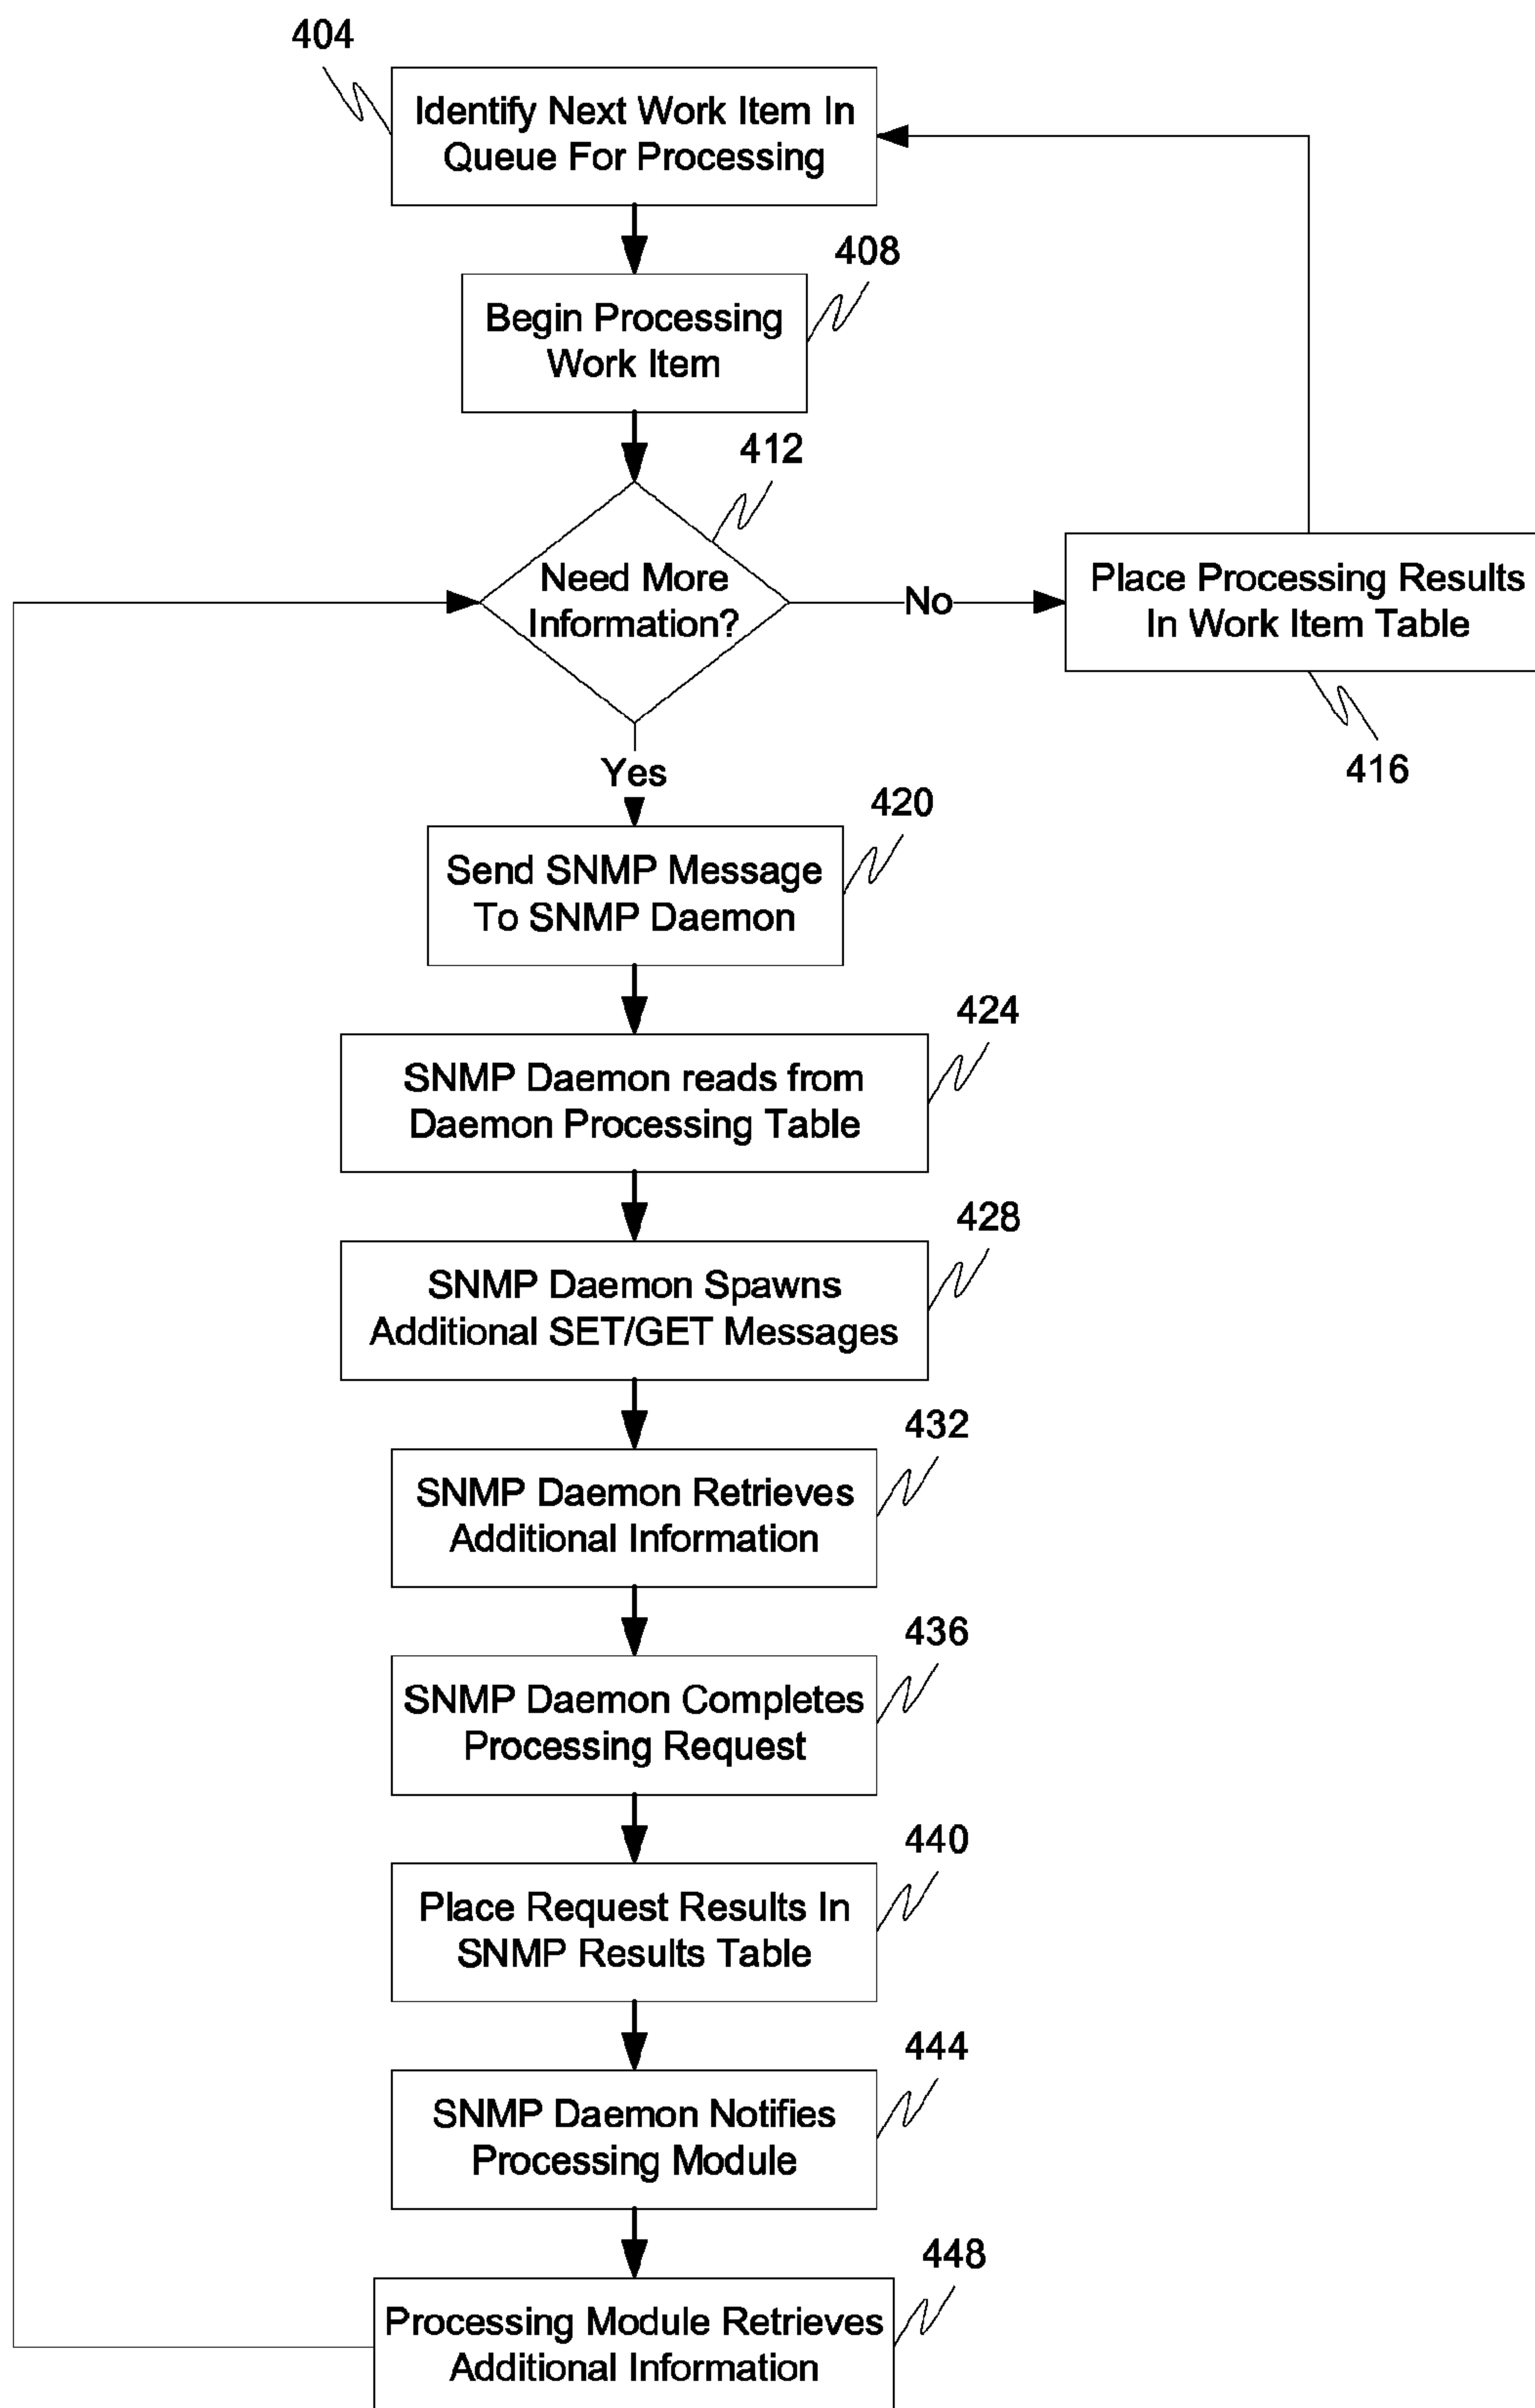 404
Identify Next Work Item In
Queue For Processing
408
Begin Processing
Work Item
412
Need More
Information?
No
Place Processing Results
In Work Item Table
416
Yes
420
Send SNMP Message
To SNMP Daemon
424
SNMP Daemon reads from
Daemon Processing Table
428
SNMP Daemon Spawns
Additional SET/GET Messages
432
SNMP Daemon Retrieves
Additional Information
436
SNMP Daemon Completes
Processing Request
440
Place Request Results In
SNMP Results Table
444
SNMP Daemon Notifies
Processing Module
448
Processing Module Retrieves
Additional Information